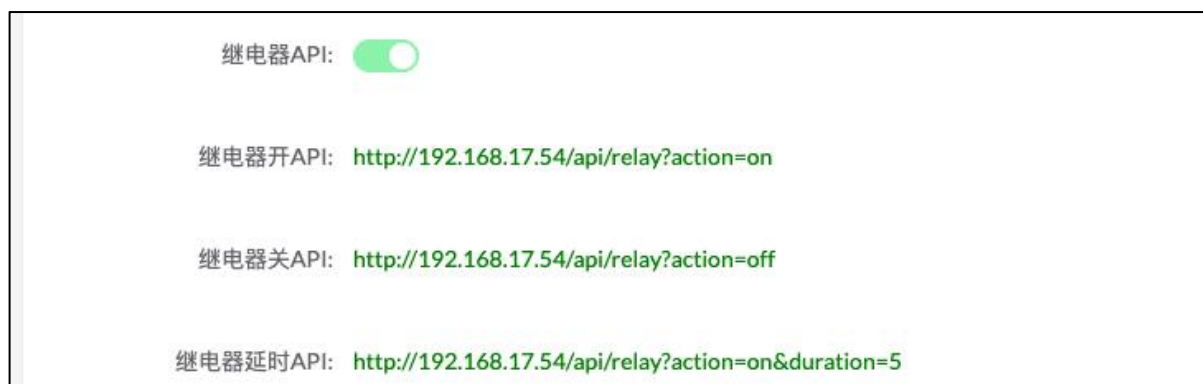 继电器API:
继电器开API: http://192.168.17.54/api/relay?action=on
继电器关API: http://192.168.17.54/api/relay?action=off
继电器延时API: http://192.168.17.54/api/relay?action=on&duration=5